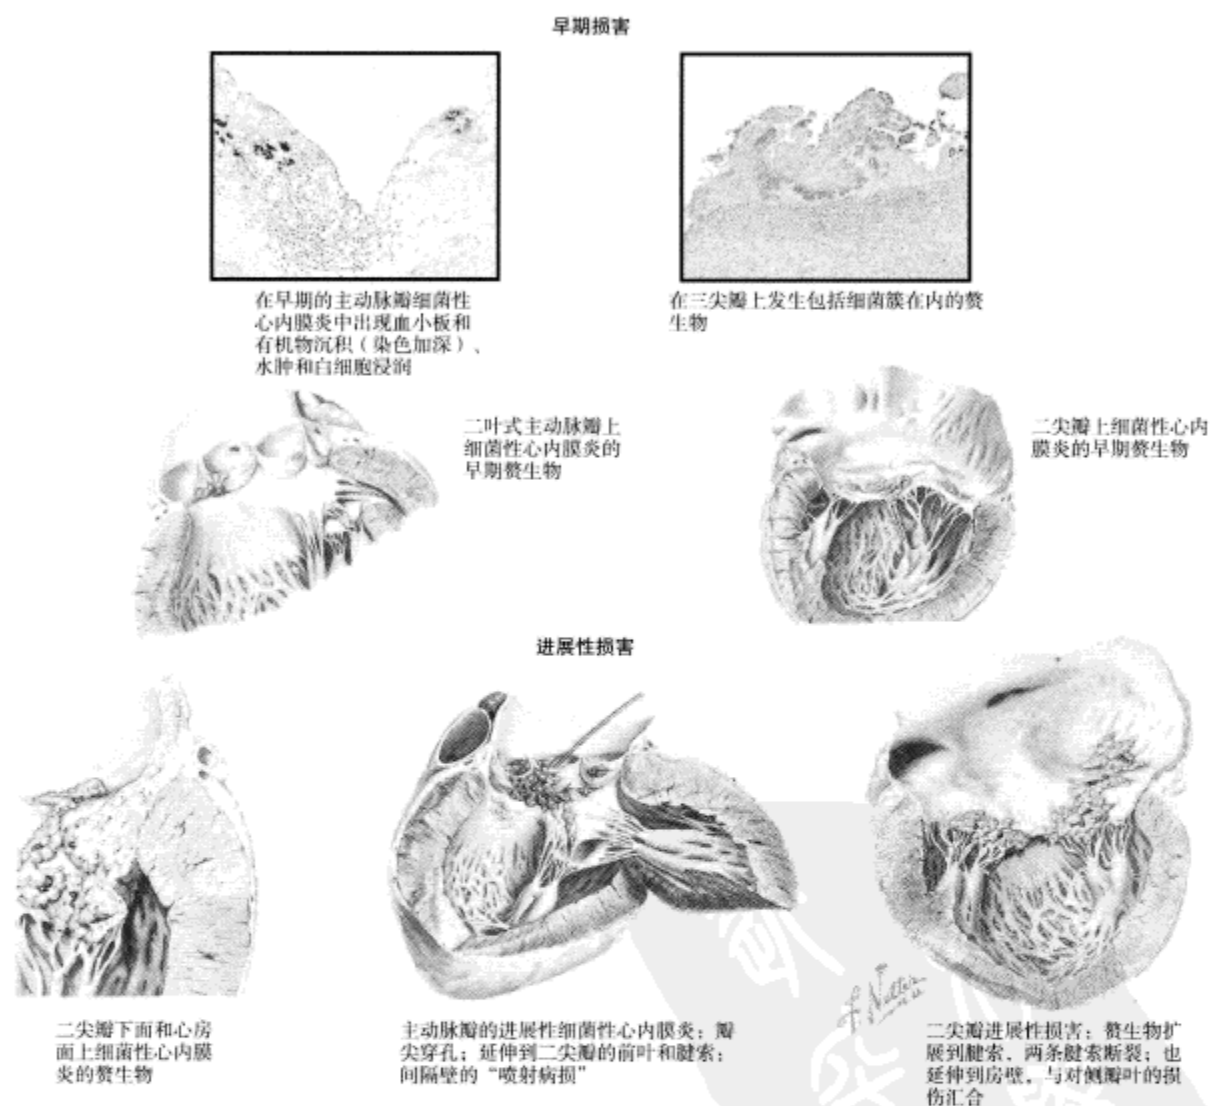 早期损害
在早期的主动脉瓣细菌性
心内膜炎中出现血小板和
有机物沉积（染色加深）、
水肿和白细胞浸润
在三尖瓣上发生包括细菌簇在内的赘
生物
二叶式主动脉瓣上
细菌性心内膜炎的
早期赘生物
二尖瓣上细菌性心内
膜炎的早期赘生物
进展性损害
二尖瓣下面和心房
面上细菌性心内膜
炎的赘生物
主动脉瓣的进展性细菌性心内膜炎；瓣
尖穿孔；延伸到二尖瓣的前叶和腱索；
间隔壁的“喷射病损”
F. Netter
二尖瓣进展性损害；赘生物扩
展到腱索，两条腱索断裂；也
延伸到房壁，与对侧瓣叶的损
伤汇合